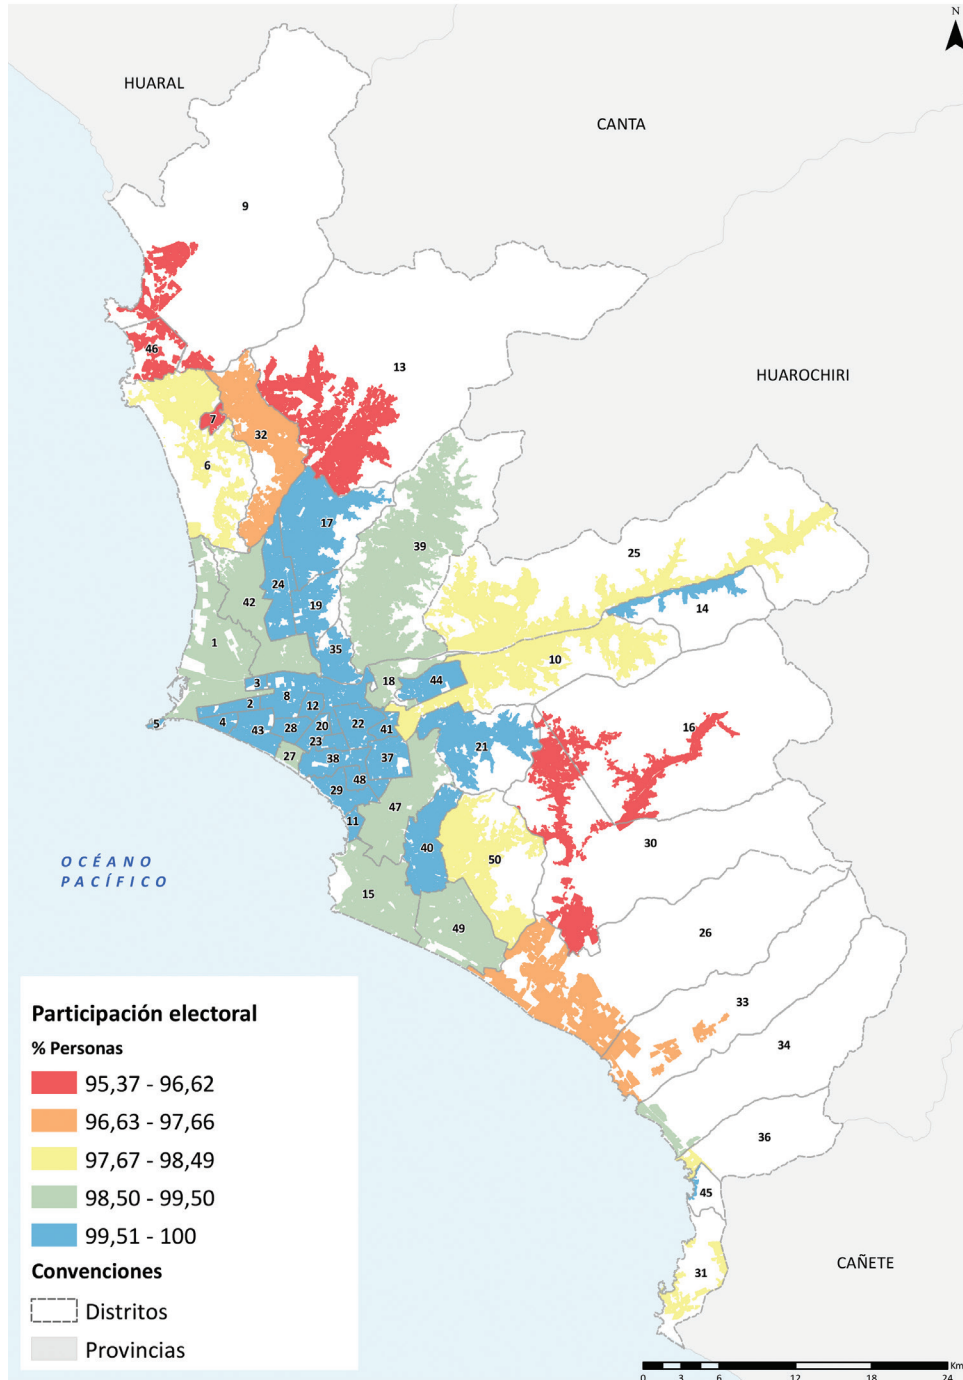 N
HUARAL
CANTA
9
46
13
HUAROCHIRI
7
32
6
17
39
25
24
19
14
42
35
1
10
3
18
44
2
8
12
5
4
43
28
20
22
41
16
23
21
27
38
37
48
29
47
11
30
40
50
OCÉANO
PACÍFICO
15
49
26
33
34
36
45
31
CAÑETE
Participación electoral
% Personas
95,37 - 96,62
96,63 - 97,66
97,67 - 98,49
98,50 - 99,50
99,51 - 100
Convenciones
Distritos
Provincias
Km
0 3 6 12 18 24